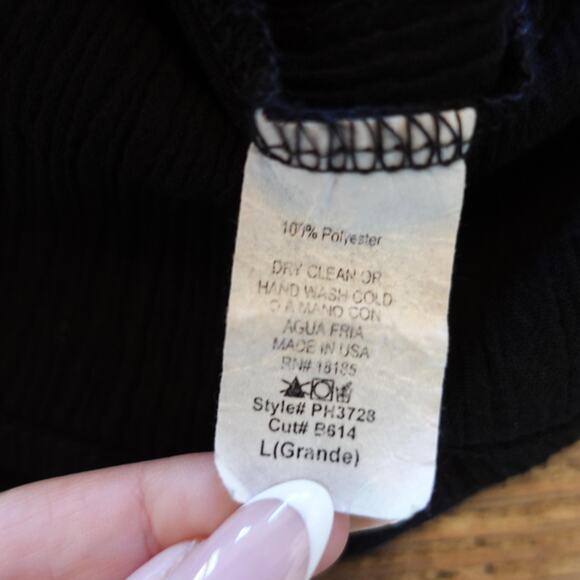 100% Polyester
DRY CLEAN OR
HAND WASH COLD
O A MANO CON
AGUA FRIA
MADE IN USA
RN# 18185
Style# PH3728
Cut# B614
L(Grande)